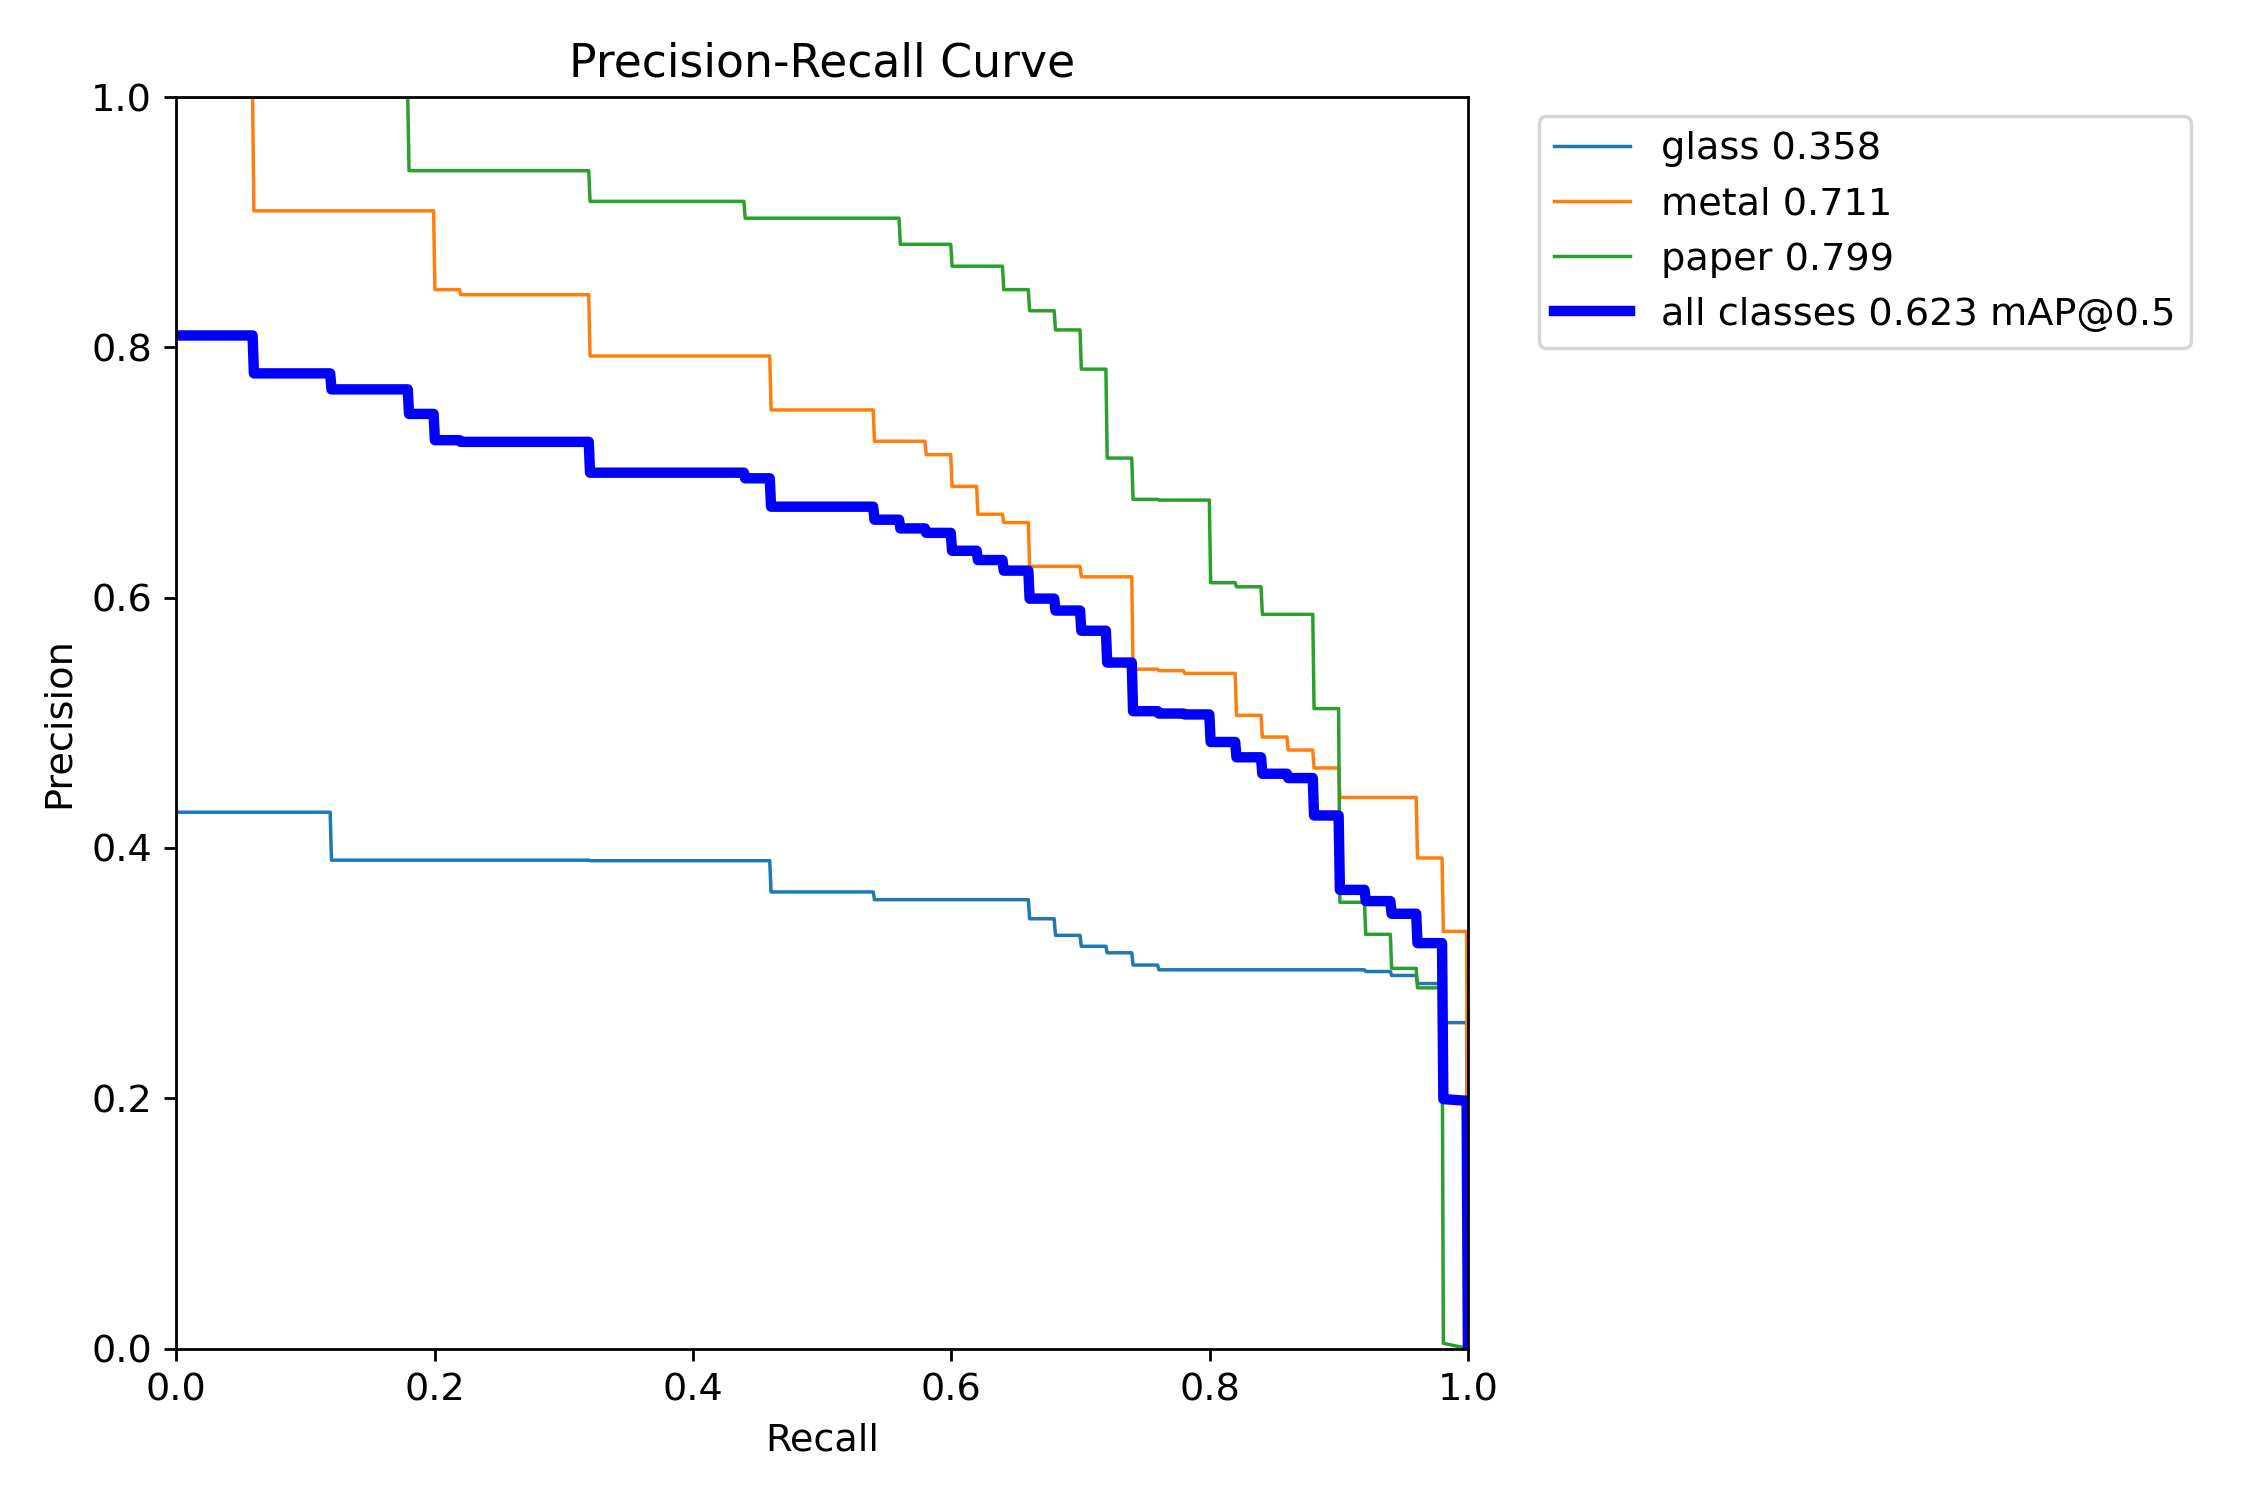 Precision-Recall Curve
1.0
0.8
0.6
0.4
0.2
0.0
Precision
0.0 0.2 0.4 0.6 0.8 1.0
Recall
glass 0.358
metal 0.711
paper 0.799
all classes 0.623 mAP@0.5